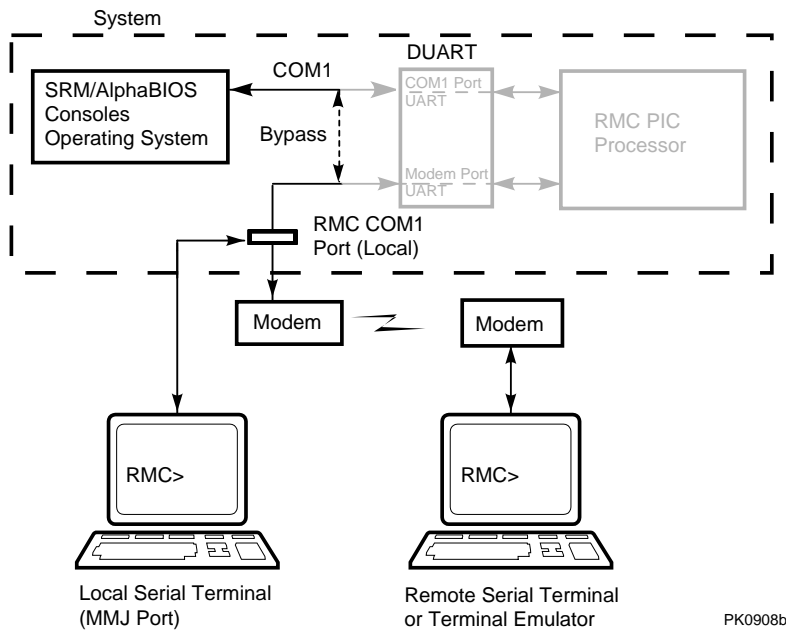 System
DUART
COM1
SRM/AlphaBIOS
Consoles
Operating System
COM1 Port
UART
RMC PIC
Processor
Bypass
Modem Port
UART
RMC COM1
Port (Local)
Modem
Modem
RMC>
RMC>
Local Serial Terminal
(MMJ Port)
Remote Serial Terminal
or Terminal Emulator
PK0908b